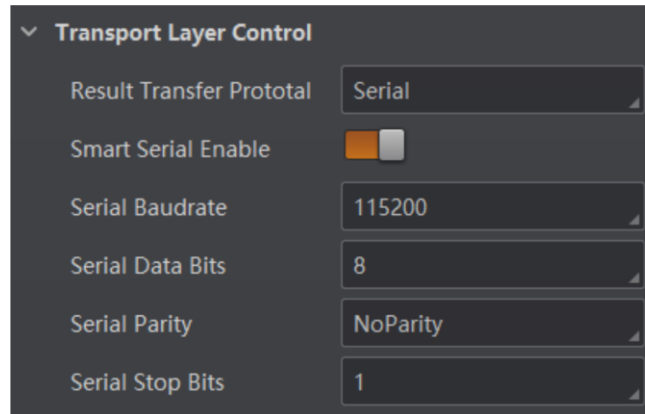 Transport Layer Control
Result Transfer Prototal Serial
Smart Serial Enable
Serial Baudrate 115200
Serial Data Bits 8
Serial Parity NoParity
Serial Stop Bits 1